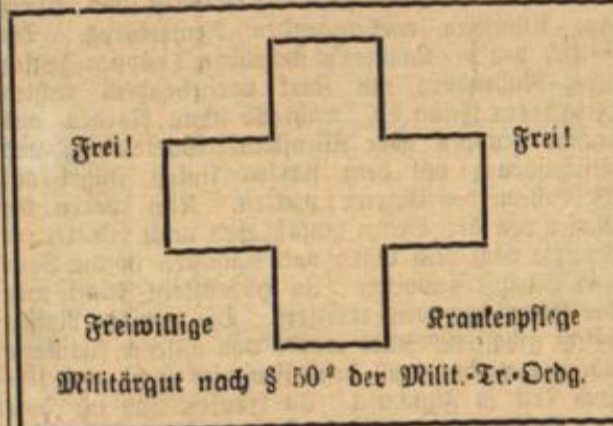 Frei! Frei!
Freiwillige Krankenpflege
Militärgut nach § 50² der Milit.-Tr.-Ordg.